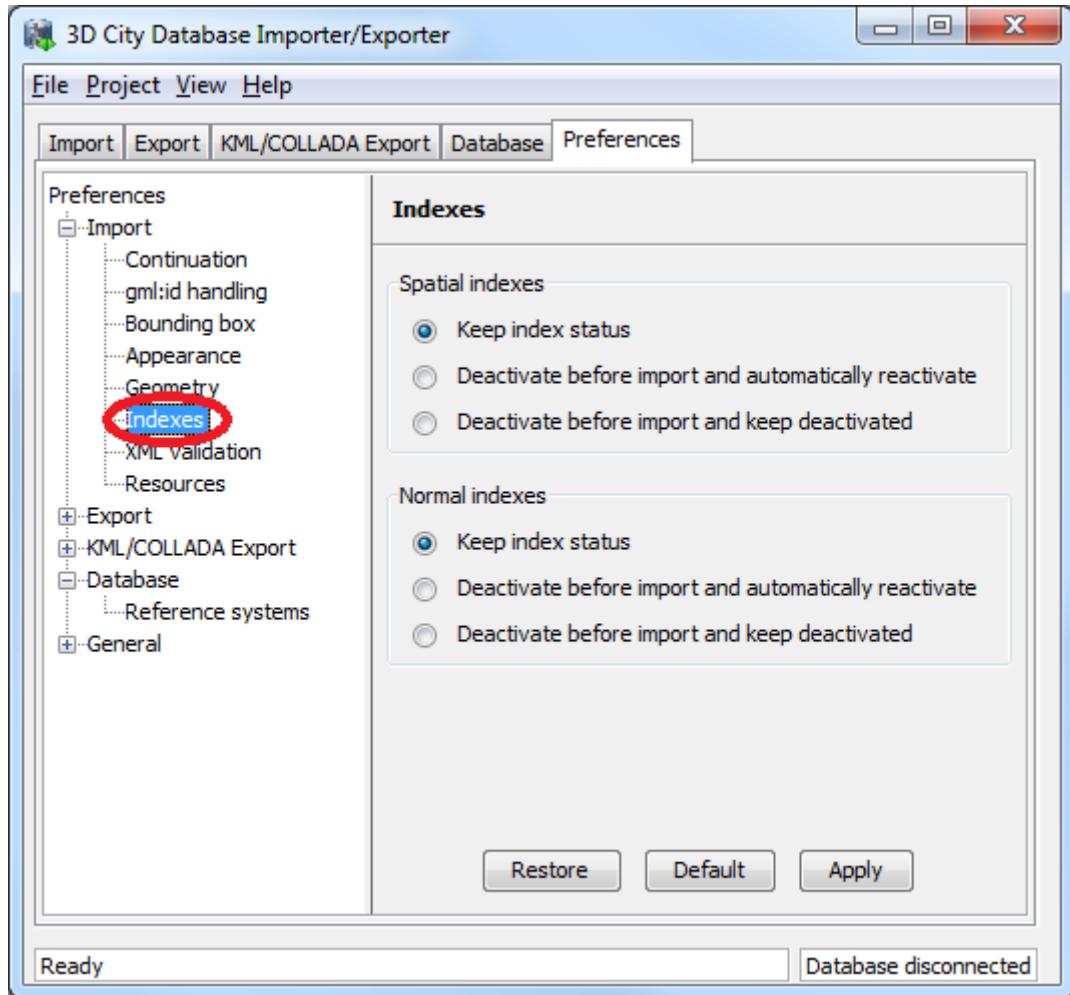 3D City Database Importer/Exporter
File Project View Help
Import Export KML/COLLADA Export Database Preferences
Preferences
Import
Continuation
gml:id handling
Bounding box
Appearance
Geometry
Indexes
XML validation
Resources
Export
KML/COLLADA Export
Database
Reference systems
General
Indexes
Spatial indexes
Keep index status
Deactivate before import and automatically reactivate
Deactivate before import and keep deactivated
Normal indexes
Keep index status
Deactivate before import and automatically reactivate
Deactivate before import and keep deactivated
Restore Default Apply
Ready Database disconnected